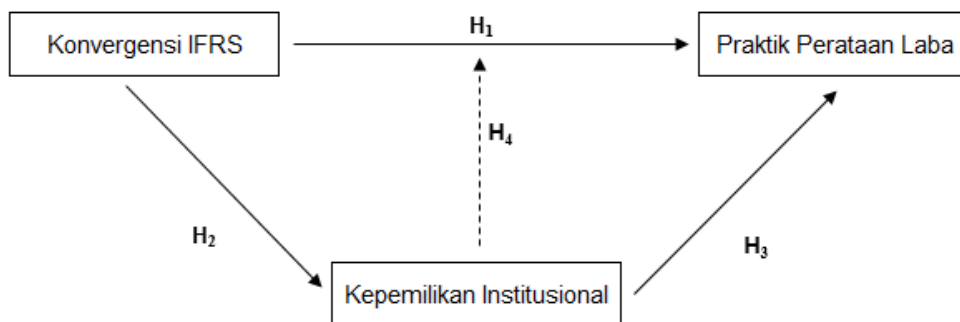 Konvergensi IFRS
H₁
Praktik Perataan Laba
H₄
H₂
H₃
Kepemilikan Institusional